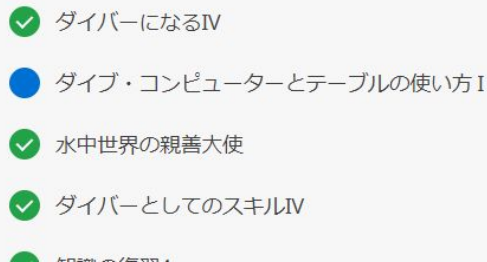 ダイバーになるIV
ダイブ・コンピューターとテーブルの使い方 I
水中世界の親善大使
ダイバーとしてのスキルIV